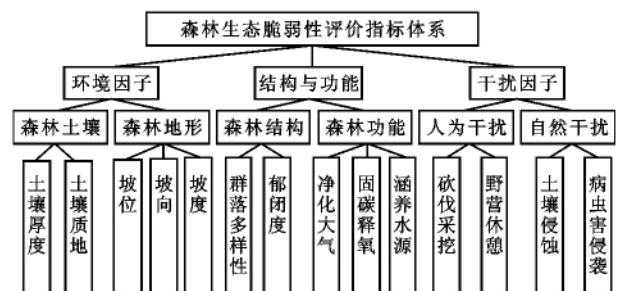 森林生态脆弱性评价指标体系
环境因子 结构与功能 干扰因子
森林土壤 森林地形 森林结构 森林功能 人为干扰 自然干扰
土壤厚度
土壤质地
坡位
坡向
坡度
群落多样性
郁闭度
净化大气
固碳释氧
涵养水源
砍伐采挖
野营休憩
土壤侵蚀
病虫害侵袭